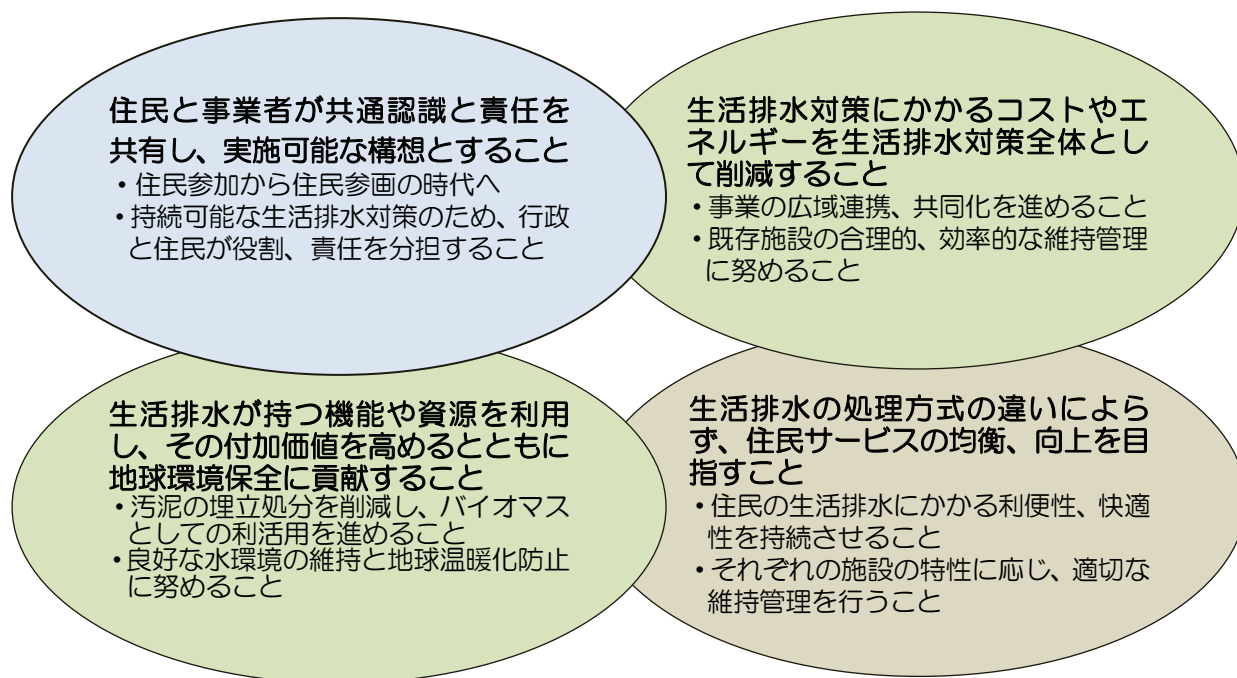 住民と事業者が共通認識と責任を
共有し、実施可能な構想とすること
・住民参加から住民参画の時代へ
・持続可能な生活排水対策のため、行政
と住民が役割、責任を分担すること
生活排水対策にかかるコストやエ
ネルギーを生活排水対策全体とし
て削減すること
・事業の広域連携、共同化を進めること
・既存施設の合理的、効率的な維持管理
に努めること
生活排水が持つ機能や資源を利用
し、その付加価値を高めるとともに
地球環境保全に貢献すること
・汚泥の埋立処分を削減し、バイオマス
としての利活用を進めること
・良好な水環境の維持と地球温暖化防止
に努めること
生活排水の処理方式の違いによら
ず、住民サービスの均衡、向上を目
指すこと
・住民の生活排水にかかる利便性、快適
性を持続させること
・それぞれの施設の特性に応じ、適切な
維持管理を行うこと